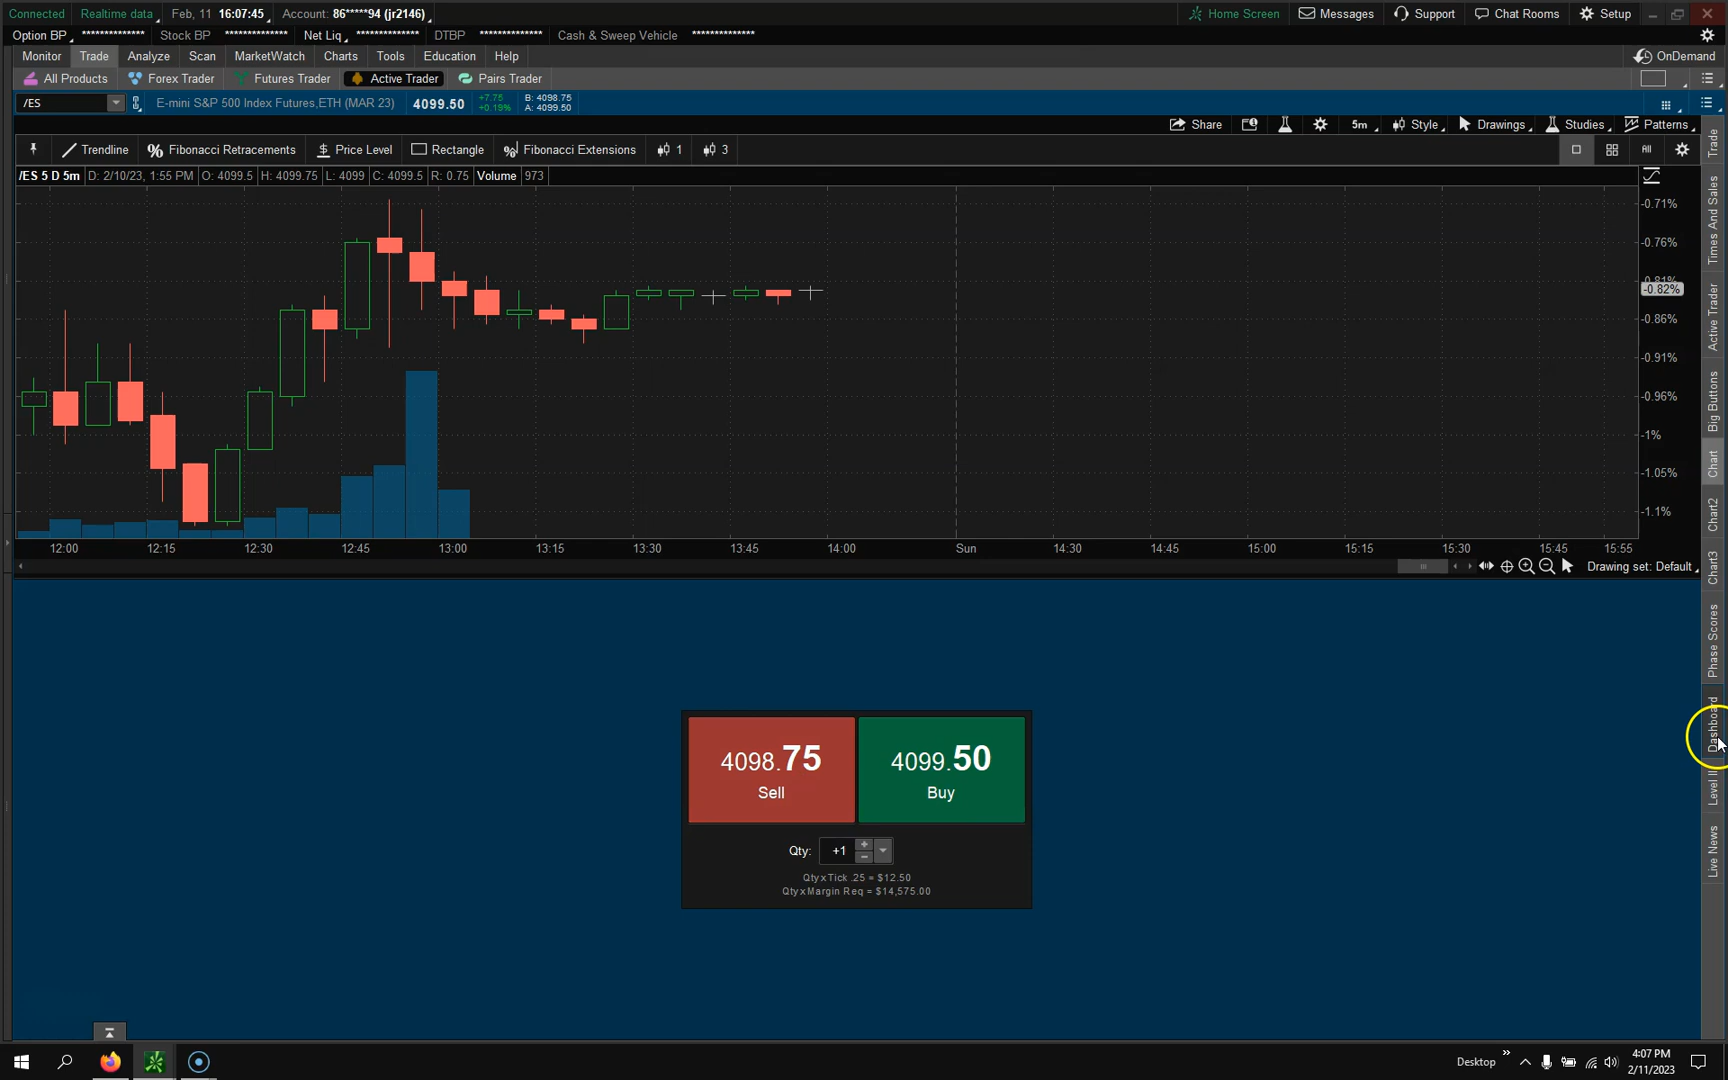 Connected Realtime data Feb, 11 16:07:45 Account: 86*****94 (jr2146) Home Screen Messages Support Chat Rooms Setup
Option BP ************** Stock BP ************** Net Liq ************** DTBP ************** Cash & Sweep Vehicle **************
Monitor Trade Analyze Scan MarketWatch Charts Tools Education Help OnDemand
All Products Forex Trader Futures Trader Active Trader Pairs Trader
/ES E-mini S&P 500 Index Futures,ETH (MAR 23) 4099.50 +7.75 B: 4098.75
+0.19% A: 4099.50
Share 5m Style Drawings Studies Patterns
Trendline Fibonacci Retracements $ Price Level Rectangle Fibonacci Extensions 1 3 All
/ES 5 D 5m D: 2/10/23, 1:55 PM O: 4099.5 H: 4099.75 L: 4099 C: 4099.5 R: 0.75 Volume 973
-0.71%
-0.76%
-0.81%
-0.82%
-0.86%
-0.91%
-0.96%
-1%
-1.05%
-1.1%
12:00 12:15 12:30 12:45 13:00 13:15 13:30 13:45 14:00 Sun 14:30 14:45 15:00 15:15 15:30 15:45 15:55
Drawing set: Default
Trade
Times And Sales
Active Trader
Big Buttons
Chart
Chart2
Chart3
Phase Scores
Dashboard
Level II
Live News
4098.75 4099.50
Sell Buy
Qty: +1
QtyxTick .25 = $12.50
QtyxMargin Req = $14,575.00
Desktop 4:07 PM
2/11/2023